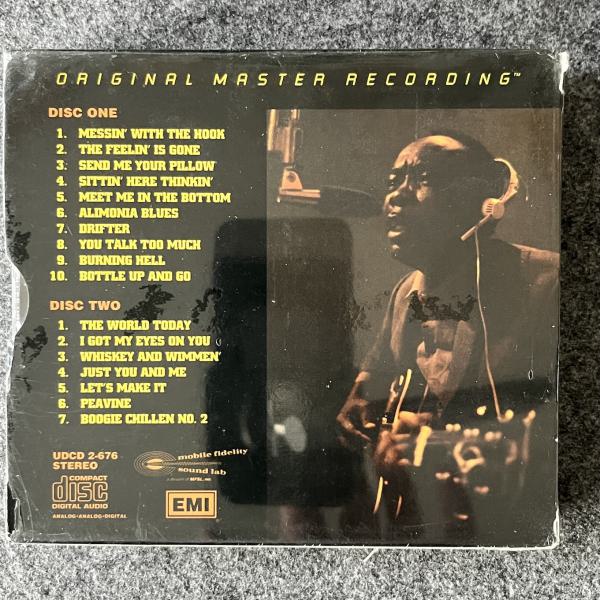 ORIGINAL MASTER RECORDING™
DISC ONE
1. MESSIN' WITH THE HOOK
2. THE FEELIN' IS GONE
3. SEND ME YOUR PILLOW
4. SITTIN' HERE THINKIN'
5. MEET ME IN THE BOTTOM
6. ALIMONIA BLUES
7. DRIFTER
8. YOU TALK TOO MUCH
9. BURNING HELL
10. BOTTLE UP AND GO
DISC TWO
1. THE WORLD TODAY
2. I GOT MY EYES ON YOU
3. WHISKEY AND WIMMEN'
4. JUST YOU AND ME
5. LET'S MAKE IT
6. PEAVINE
7. BOOGIE CHILLEN NO. 2
UDCD 2-676
STEREO
COMPACT
disc
DIGITAL AUDIO
ANALOG•ANALOG•DIGITAL
mobile fidelity
sound lab
a division of MFSL, INC.
EMI